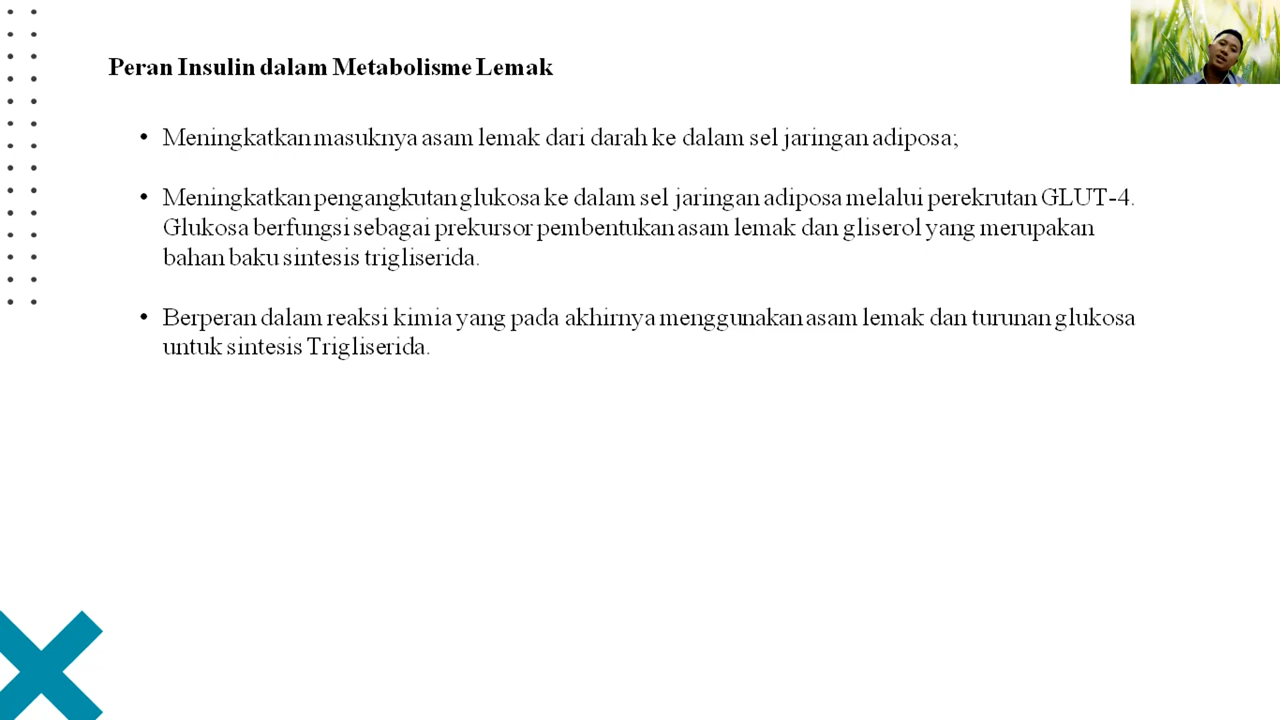 Peran Insulin dalam Metabolisme Lemak
• Meningkatkan masuknya asam lemak dari darah ke dalam sel jaringan adiposa;
• Meningkatkan pengangkutan glukosa ke dalam sel jaringan adiposa melalui perekrutan GLUT-4.
Glukosa berfungsi sebagai prekursor pembentukan asam lemak dan gliserol yang merupakan
bahan baku sintesis trigliserida.
• Berperan dalam reaksi kimia yang pada akhirnya menggunakan asam lemak dan turunan glukosa
untuk sintesis Trigliserida.